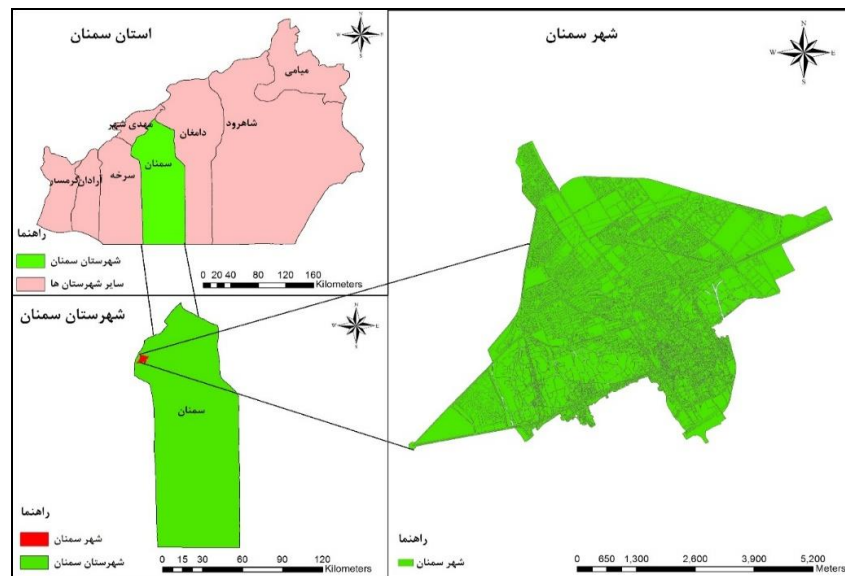 استان سمنان
N
W
E
S
میامی
شاهرود
دامغان
مهدی شهر
سمنان
سرخه
آرادان
گرمسار
راهنما
شهرستان سمنان
سایر شهرستان ها
0 20 40 80 120 160
Kilometers
شهرستان سمنان
سمنان
راهنما
شهر سمنان
شهرستان سمنان
0 15 30 60 90 120
Kilometers
شهر سمنان
N
W
E
راهنما
شهر سمنان
0 650 1,300 2,600 3,900 5,200
Meters